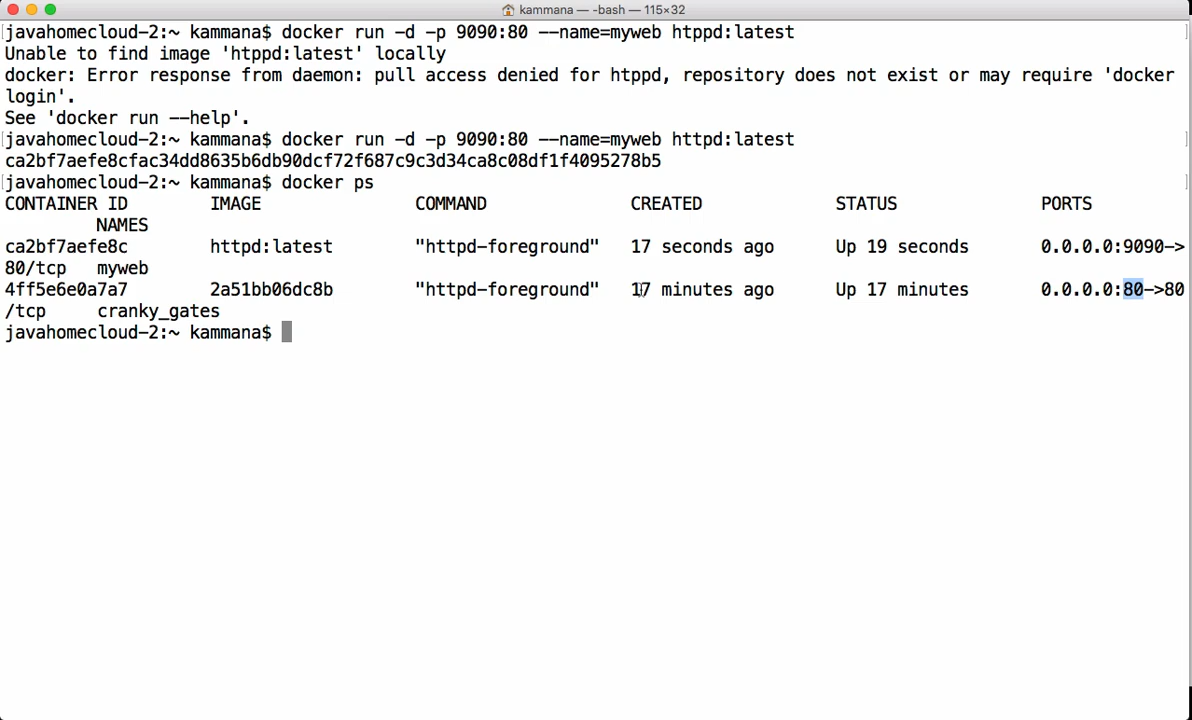 kammana — -bash — 115×32
javahomecloud-2:~ kammana$ docker run -d -p 9090:80 --name=myweb htppd:latest
Unable to find image 'htppd:latest' locally
docker: Error response from daemon: pull access denied for htppd, repository does not exist or may require 'docker
login'.
See 'docker run --help'.
javahomecloud-2:~ kammana$ docker run -d -p 9090:80 --name=myweb httpd:latest
ca2bf7aefe8cfac34dd8635b6db90dcf72f687c9c3d34ca8c08df1f4095278b5
javahomecloud-2:~ kammana$ docker ps
CONTAINER ID        IMAGE               COMMAND              CREATED             STATUS              PORTS
         NAMES
ca2bf7aefe8c        httpd:latest        "httpd-foreground"   17 seconds ago      Up 19 seconds       0.0.0.0:9090->
80/tcp   myweb
4ff5e6e0a7a7        2a51bb06dc8b        "httpd-foreground"   17 minutes ago      Up 17 minutes       0.0.0.0:80->80
/tcp     cranky_gates
javahomecloud-2:~ kammana$